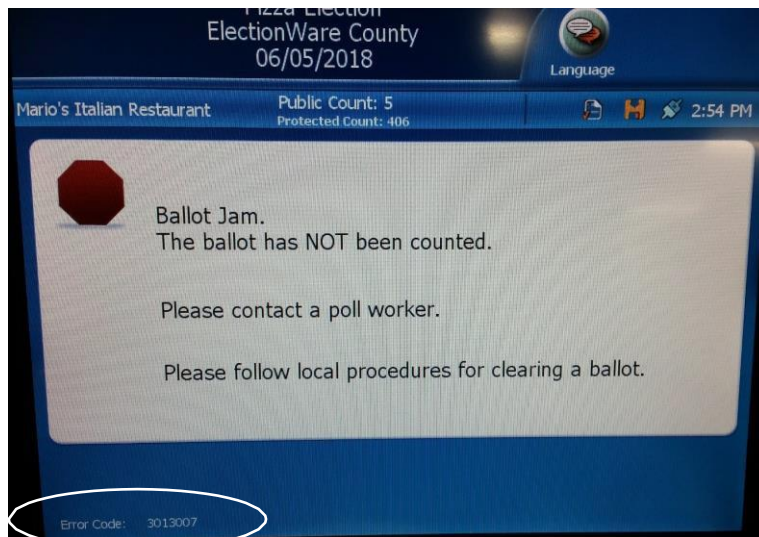 Pizza Election
ElectionWare County
06/05/2018
Language
Mario's Italian Restaurant
Public Count: 5
Protected Count: 406
2:54 PM
Ballot Jam.
The ballot has NOT been counted.
Please contact a poll worker.
Please follow local procedures for clearing a ballot.
Error Code: 3013007